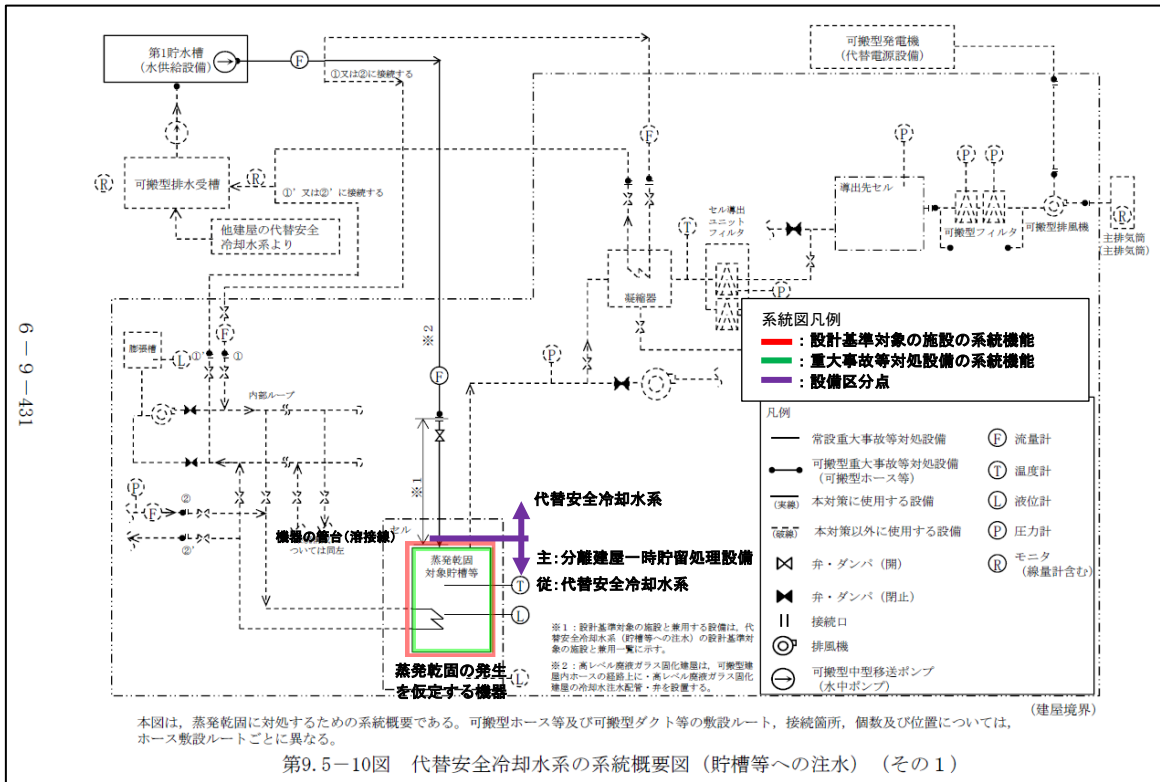 第1貯水槽
(水供給設備)
F
①又は②に接続する
可搬型発電機
(代替電源設備)
F
P
P
P
R
可搬型排水受槽
R
①’又は②’に接続する
他建屋の代替安全
冷却水系より
導出先セル
セル導出
ユニット
フィルタ
T
可搬型フィルタ
可搬型排風機
R
主排気筒
(主排気筒)
凝縮器
P
系統図凡例
:設計基準対象の施設の系統機能
:重大事故等対処設備の系統機能
:設備区分点
6-9-431
膨張槽
L
①’
F
①
※2
F
P
内部ループ
凡例
常設重大事故等対処設備
可搬型重大事故等対処設備
(可搬型ホース等)
(実線)
本対策に使用する設備
(破線)
本対策以外に使用する設備
弁・ダンパ(開)
弁・ダンパ(閉止)
接続口
排風機
可搬型中型移送ポンプ
(水中ポンプ)
F 流量計
T 温度計
L 液位計
P 圧力計
R モニタ
(線量計含む)
※1
P
F
②
②’
代替安全冷却水系
セル
機器の管台(溶接線)
ついては同左
主:分離建屋一時貯留処理設備
従:代替安全冷却水系
蒸発乾固
対象貯槽等
T
L
※1:設計基準対象の施設と兼用する設備は,代
替安全冷却水系(貯槽等への注水)の設計基準対
象の施設と兼用一覧に示す。
※2:高レベル廃液ガラス固化建屋は,可搬型建
屋内ホースの経路上に・高レベル廃液ガラス固化
建屋の冷却水注水配管・弁を設置する。
蒸発乾固の発生
を仮定する機器
L
(建屋境界)
本図は,蒸発乾固に対処するための系統概要である。可搬型ホース等及び可搬型ダクト等の敷設ルート,接続箇所,個数及び位置については,
ホース敷設ルートごとに異なる。
第9.5-10図 代替安全冷却水系の系統概要図(貯槽等への注水)(その1)